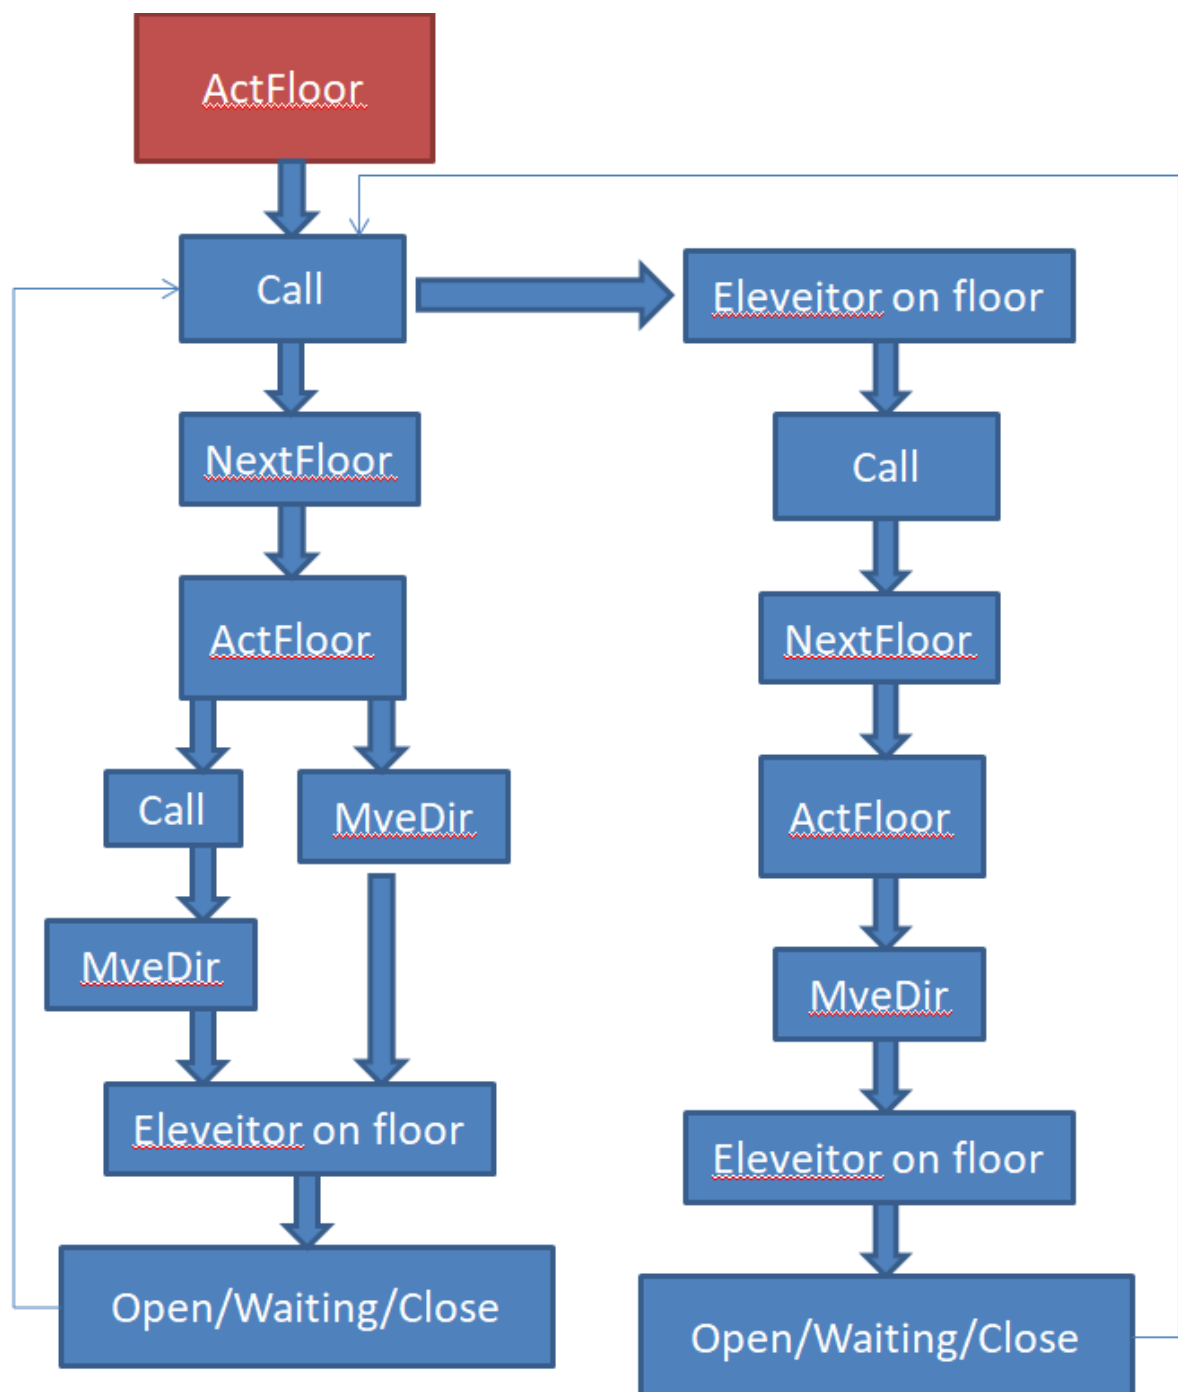 ActFloor
Call
Eleveitor on floor
NextFloor
Call
ActFloor
NextFloor
Call
MveDir
ActFloor
MveDir
MveDir
Eleveitor on floor
Eleveitor on floor
Open/Waiting/Close
Open/Waiting/Close